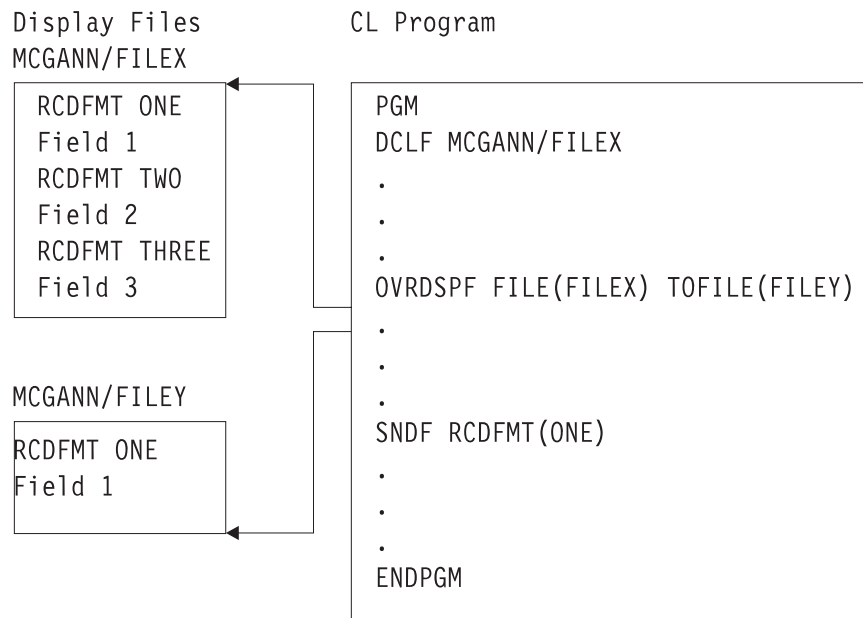 Display Files
MCGANN/FILEX
RCDFMT ONE
Field 1
RCDFMT TWO
Field 2
RCDFMT THREE
Field 3
MCGANN/FILEY
RCDFMT ONE
Field 1
CL Program
PGM
DCLF MCGANN/FILEX
.
.
.
OVRDSPF FILE(FILEX) TOFILE(FILEY)
.
.
.
SNDF RCDFMT(ONE)
.
.
.
ENDPGM